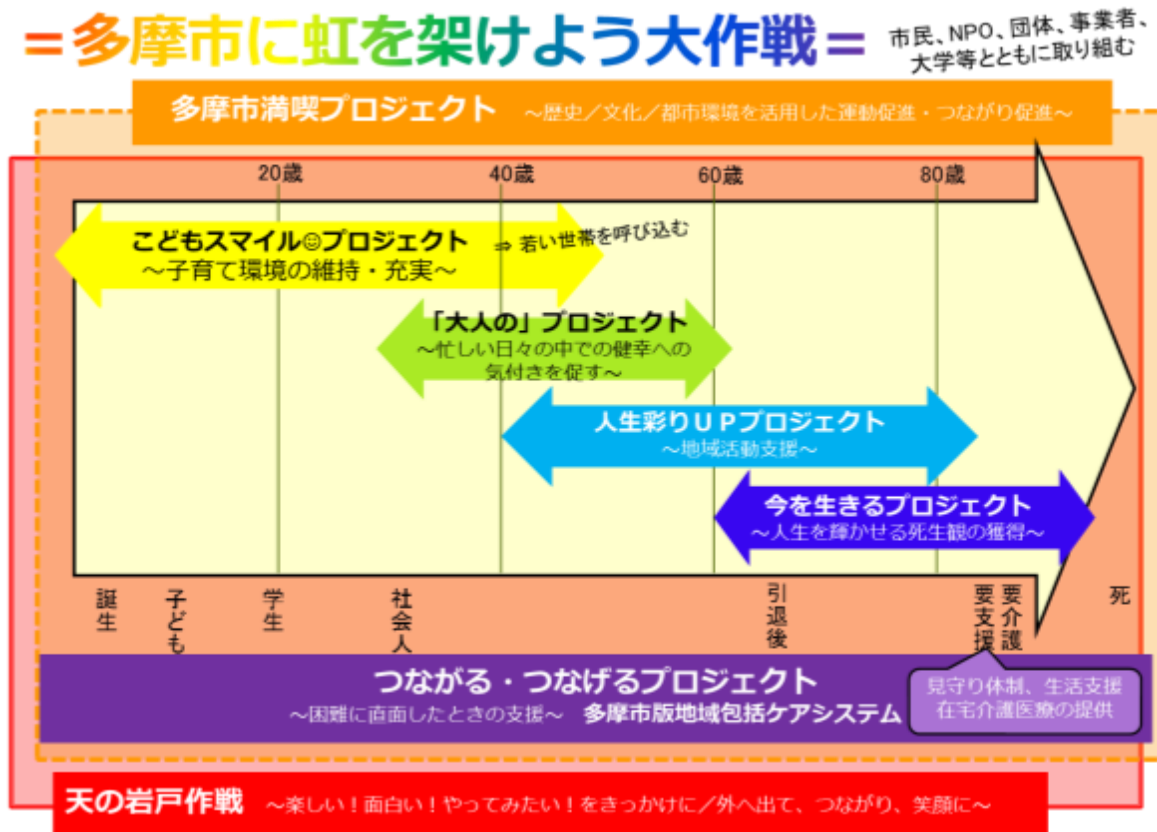 =多摩市に虹を架けよう大作戦=
市民、NPO、団体、事業者、
大学等とともに取り組む
多摩市満喫プロジェクト ～歴史／文化／都市環境を活用した運動促進・つながり促進～
20歳 40歳 60歳 80歳
こどもスマイル☺プロジェクト ⇒ 若い世帯を呼び込む
～子育て環境の維持・充実～
「大人の」プロジェクト
～忙しい日々の中での健幸への
気付きを促す～
人生彩りＵＰプロジェクト
～地域活動支援～
今を生きるプロジェクト
～人生を輝かせる死生観の獲得～
誕生 子ども 学生 社会人 引退後 要支援 要介護 死
つながる・つなげるプロジェクト
～困難に直面したときの支援～ 多摩市版地域包括ケアシステム
見守り体制、生活支援
在宅介護医療の提供
天の岩戸作戦 ～楽しい！面白い！やってみたい！をきっかけに／外へ出て、つながり、笑顔に～